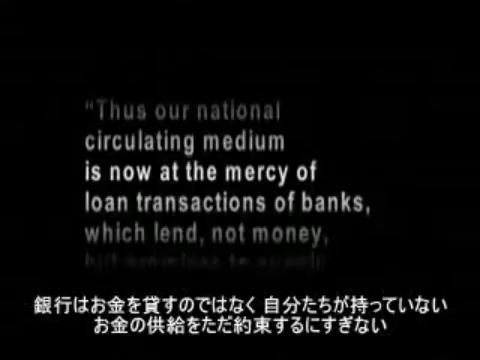 “Thus our national
circulating medium
is now at the mercy of
loan transactions of banks,
which lend, not money,
銀行はお金を貸すのではなく 自分たちが持っていない
お金の供給をただ約束するにすぎない